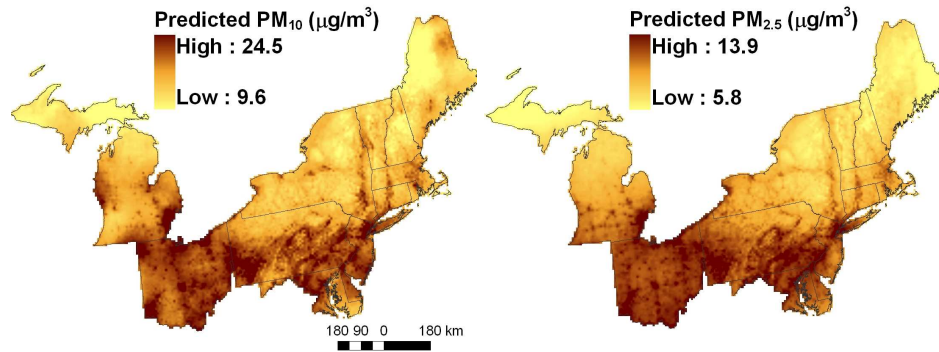 Predicted PM10 (μg/m3)
High : 24.5
Low : 9.6
Predicted PM2.5 (μg/m3)
High : 13.9
Low : 5.8
180 90 0 180 km